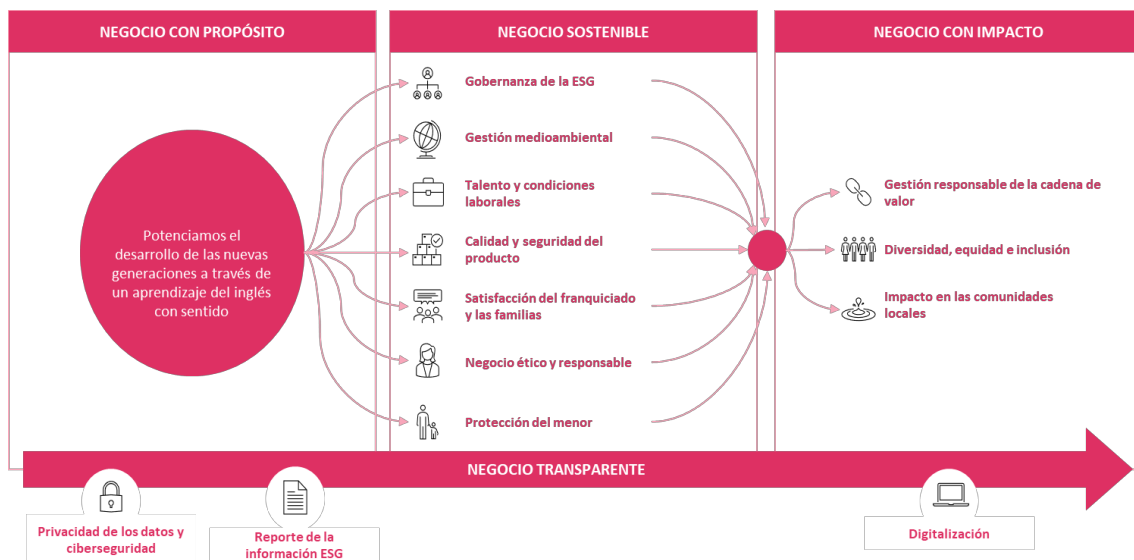 NEGOCIO CON PROPÓSITO
NEGOCIO SOSTENIBLE
NEGOCIO CON IMPACTO
Potenciamos el
desarrollo de las nuevas
generaciones a través de
un aprendizaje del inglés
con sentido
Gobernanza de la ESG
Gestión medioambiental
Talento y condiciones
laborales
Calidad y seguridad del
producto
Satisfacción del franquiciado
y las familias
Negocio ético y responsable
Protección del menor
Gestión responsable de la cadena de
valor
Diversidad, equidad e inclusión
Impacto en las comunidades
locales
NEGOCIO TRANSPARENTE
Privacidad de los datos y
ciberseguridad
Reporte de la
información ESG
Digitalización